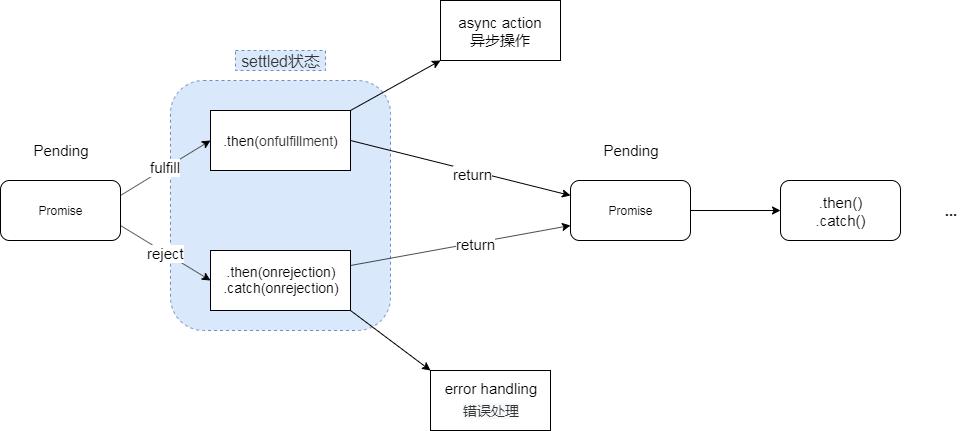 async action
异步操作
settled状态
.then(onfulfillment)
Pending
Pending
fulfill
return
Promise
Promise
.then()
.catch()
...
reject
return
.then(onrejection)
.catch(onrejection)
error handling
错误处理